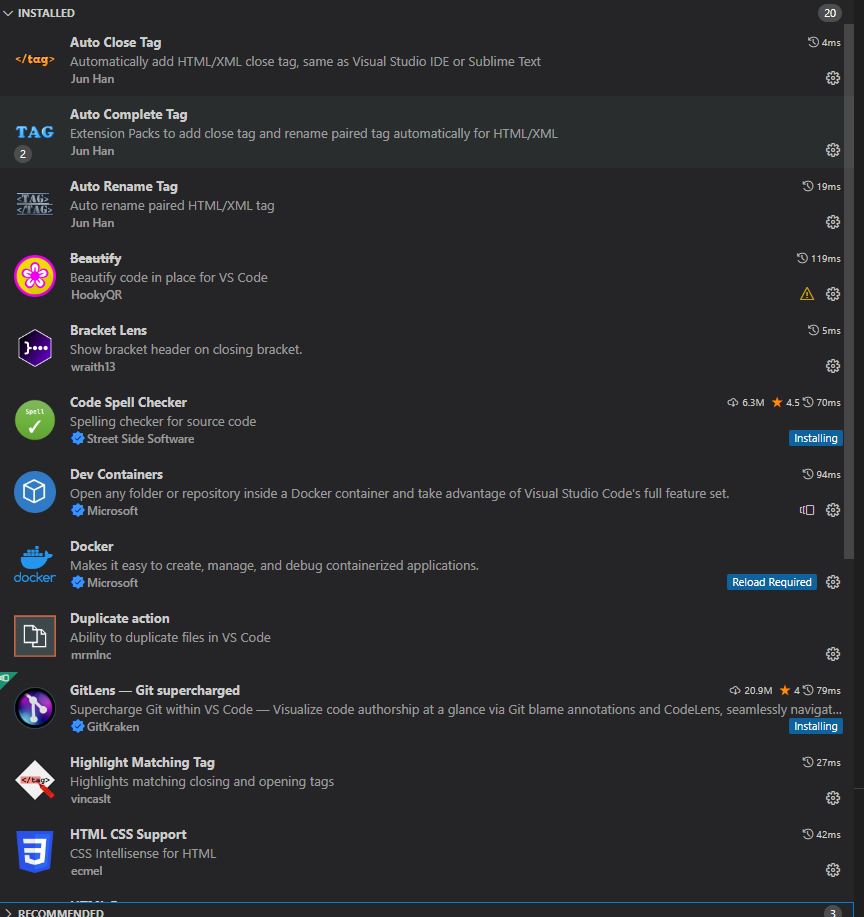 INSTALLED 20
Auto Close Tag 4ms
</tag>
Automatically add HTML/XML close tag, same as Visual Studio IDE or Sublime Text
Jun Han
Auto Complete Tag
TAG
Extension Packs to add close tag and rename paired tag automatically for HTML/XML
2
Jun Han
Auto Rename Tag 19ms
<TAG>
</TAG>
Auto rename paired HTML/XML tag
Jun Han
Beautify 119ms
Beautify code in place for VS Code
HookyQR
Bracket Lens 5ms
Show bracket header on closing bracket.
wraith13
Code Spell Checker 6.3M 4.5 70ms
Spell
Spelling checker for source code
Street Side Software Installing
Dev Containers 94ms
Open any folder or repository inside a Docker container and take advantage of Visual Studio Code's full feature set.
Microsoft
Docker
Makes it easy to create, manage, and debug containerized applications.
docker
Microsoft Reload Required
Duplicate action
Ability to duplicate files in VS Code
mrmlnc
GitLens — Git supercharged 20.9M 4 79ms
Supercharge Git within VS Code — Visualize code authorship at a glance via Git blame annotations and CodeLens, seamlessly navigat...
GitKraken Installing
Highlight Matching Tag 27ms
</tag>
Highlights matching closing and opening tags
vincaslt
HTML CSS Support 42ms
3
CSS Intellisense for HTML
ecmel
RECOMMENDED 3